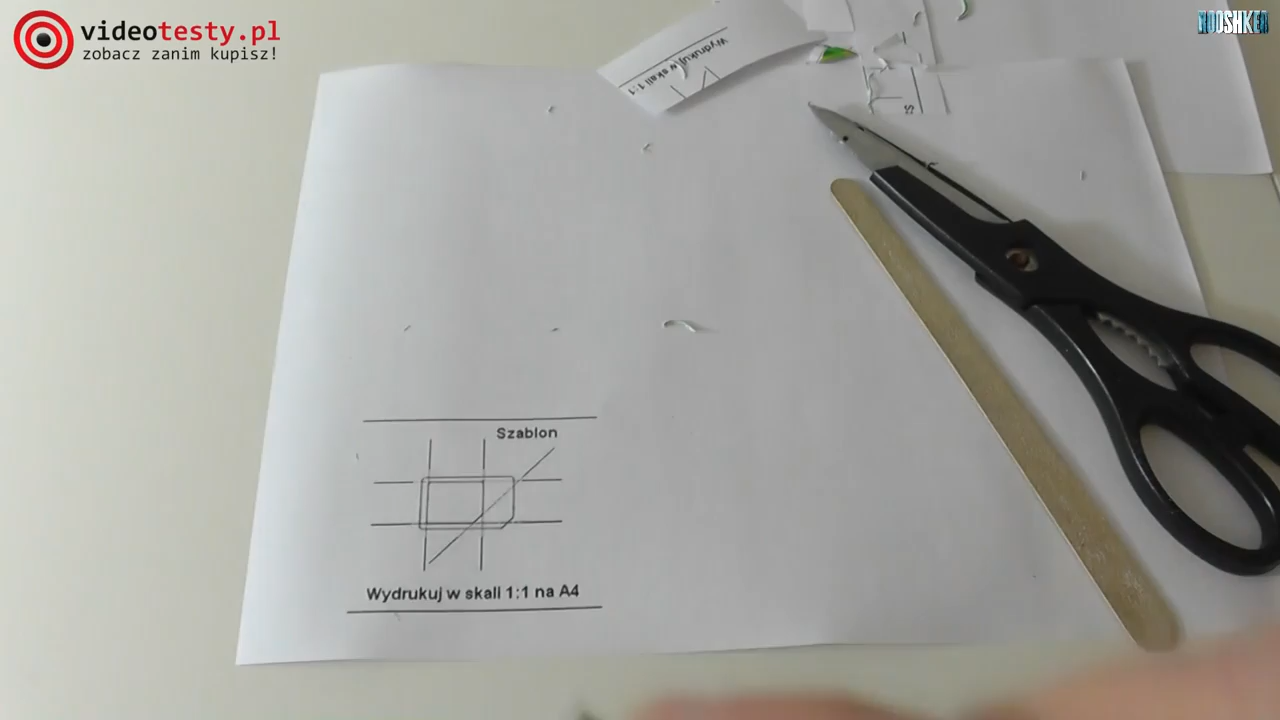 videotesty.pl
zobacz zanim kupisz!
ROOSHKER
Wydrukuj w skali 1:1
Szablon
Wydrukuj w skali 1:1 na A4